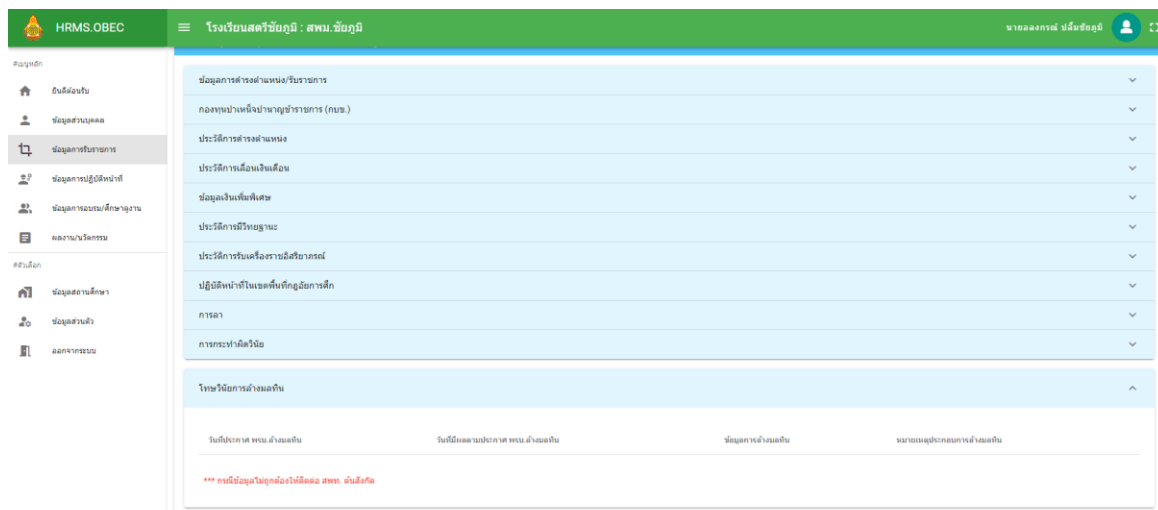 HRMS.OBEC
โรงเรียนสตรีชัยภูมิ : สพม.ชัยภูมิ
นายอลงกรณ์ ปลื้มชัยภูมิ
#เมนูหลัก
ยินดีต้อนรับ
ข้อมูลส่วนบุคคล
ข้อมูลการรับราชการ
ข้อมูลการปฏิบัติหน้าที่
ข้อมูลการอบรม/ศึกษาดูงาน
ผลงาน/นวัตกรรม
#ตัวเลือก
ข้อมูลสถานศึกษา
ข้อมูลส่วนตัว
ออกจากระบบ
ข้อมูลการดำรงตำแหน่ง/รับราชการ
กองทุนบำเหน็จบำนาญข้าราชการ (กบข.)
ประวัติการดำรงตำแหน่ง
ประวัติการเลื่อนเงินเดือน
ข้อมูลเงินเพิ่มพิเศษ
ประวัติการมีวิทยฐานะ
ประวัติการรับเครื่องราชอิสริยาภรณ์
ปฏิบัติหน้าที่ในเขตพื้นที่กฎอัยการศึก
การลา
การกระทำผิดวินัย
โทษวินัยการล้างมลทิน
วันที่ประกาศ พรบ.ล้างมลทิน
วันที่มีผลตามประกาศ พรบ.ล้างมลทิน
ข้อมูลการล้างมลทิน
หมายเหตุประกอบการล้างมลทิน
*** กรณีข้อมูลไม่ถูกต้องให้ติดต่อ สพท. ต้นสังกัด